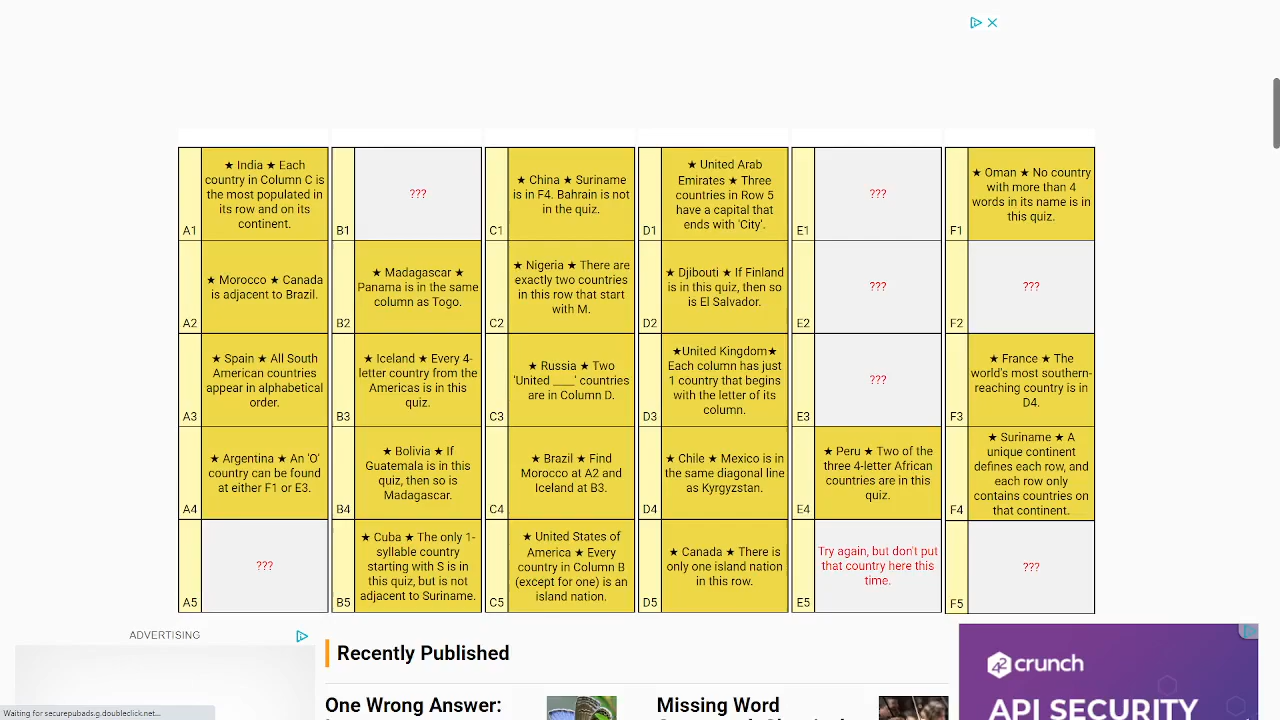 ★ India ★ Each
country in Column C is
the most populated in
its row and on its
continent.
A1
???
B1
★ China ★ Suriname
is in F4. Bahrain is not
in the quiz.
C1
★ United Arab
Emirates ★ Three
countries in Row 5
have a capital that
ends with 'City'.
D1
???
E1
★ Oman ★ No country
with more than 4
words in its name is in
this quiz.
F1
★ Morocco ★ Canada
is adjacent to Brazil.
A2
★ Madagascar ★
Panama is in the same
column as Togo.
B2
★ Nigeria ★ There are
exactly two countries
in this row that start
with M.
C2
★ Djibouti ★ If Finland
is in this quiz, then so
is El Salvador.
D2
???
E2
???
F2
★ Spain ★ All South
American countries
appear in alphabetical
order.
A3
★ Iceland ★ Every 4-
letter country from the
Americas is in this
quiz.
B3
★ Russia ★ Two
'United ____' countries
are in Column D.
C3
★United Kingdom★
Each column has just
1 country that begins
with the letter of its
column.
D3
???
E3
★ France ★ The
world's most southern-
reaching country is in
D4.
F3
★ Argentina ★ An 'O'
country can be found
at either F1 or E3.
A4
★ Bolivia ★ If
Guatemala is in this
quiz, then so is
Madagascar.
B4
★ Brazil ★ Find
Morocco at A2 and
Iceland at B3.
C4
★ Chile ★ Mexico is in
the same diagonal line
as Kyrgyzstan.
D4
★ Peru ★ Two of the
three 4-letter African
countries are in this
quiz.
E4
★ Suriname ★ A
unique continent
defines each row, and
each row only
contains countries on
that continent.
F4
???
A5
★ Cuba ★ The only 1-
syllable country
starting with S is in
this quiz, but is not
adjacent to Suriname.
B5
★ United States of
America ★ Every
country in Column B
(except for one) is an
island nation.
C5
★ Canada ★ There is
only one island nation
in this row.
D5
Try again, but don't put
that country here this
time.
E5
???
F5
ADVERTISING
Recently Published
One Wrong Answer:
Missing Word
42
crunch
API SECURITY
Waiting for securepubads.g.doubleclick.net...